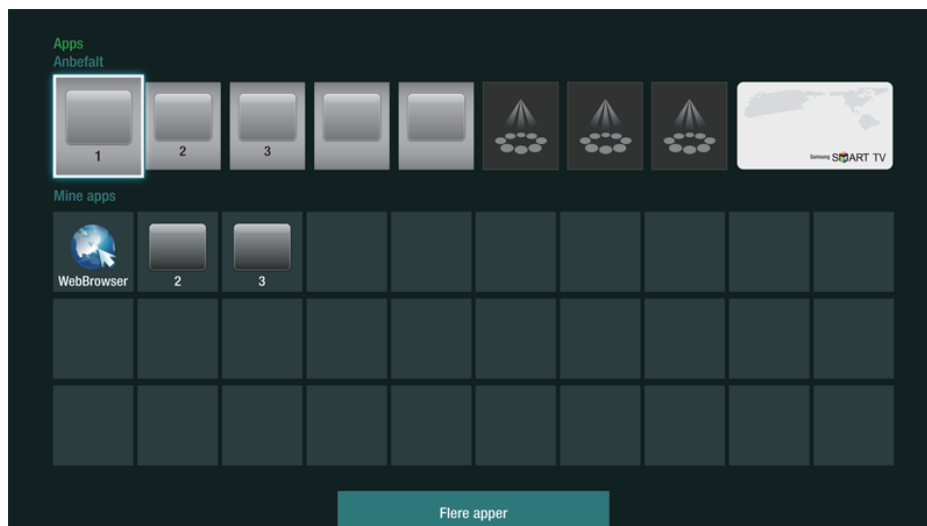 Apps
Anbefalt
1
2
3
Samsung SMART TV
Mine apps
WebBrowser
2
3
Flere apper